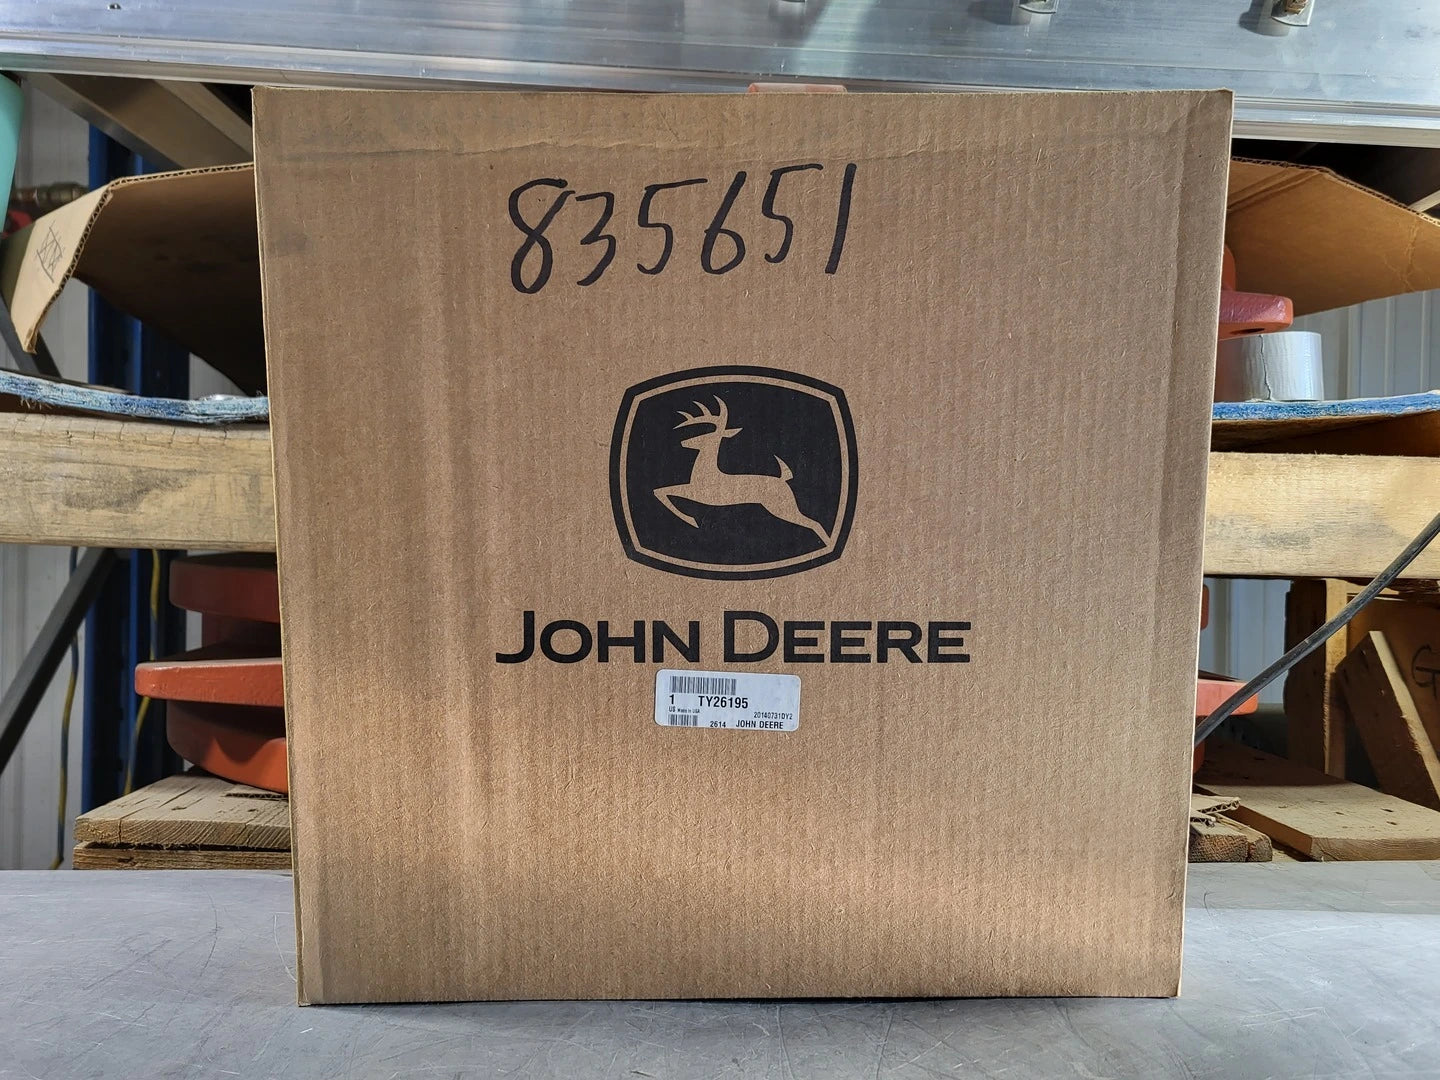 835651
JOHN DEERE
1 TY26195
US Made in USA
20140731DY2
2614 JOHN DEERE